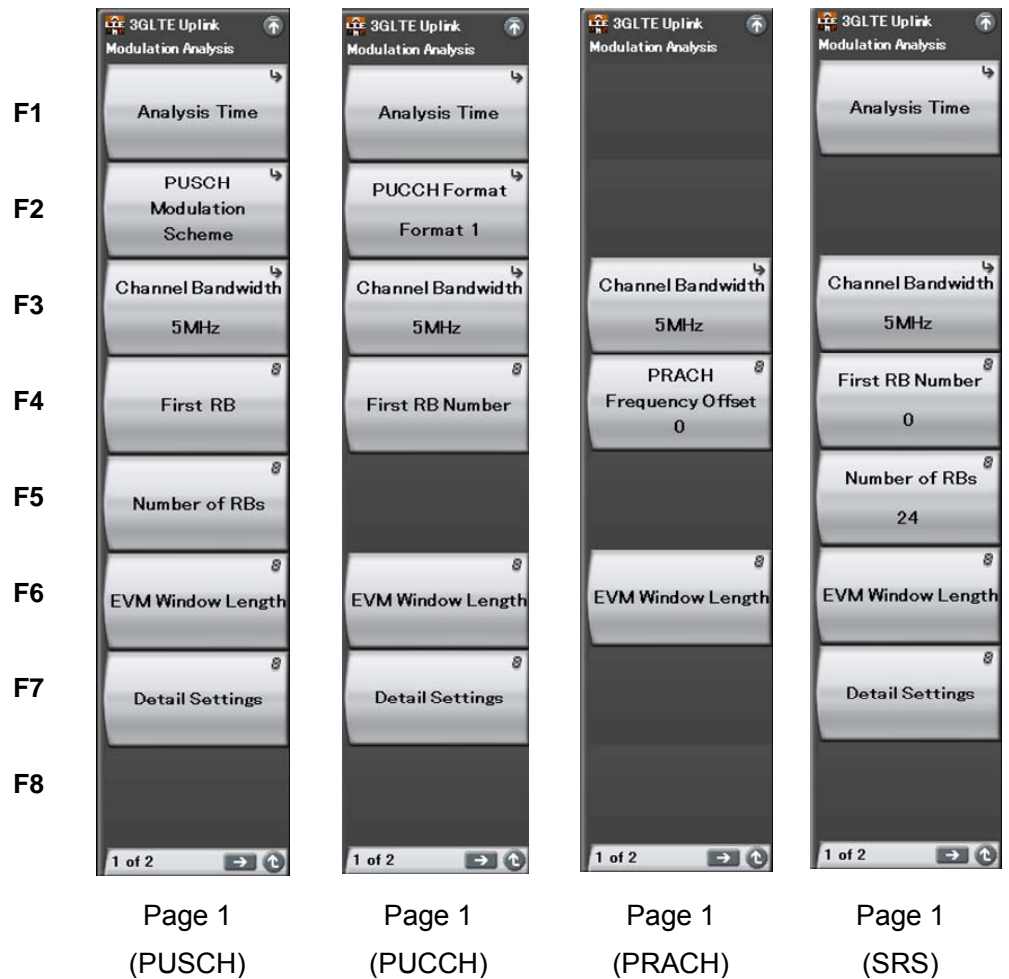 3GLTE Uplink
Modulation Analysis
3GLTE Uplink
Modulation Analysis
3GLTE Uplink
Modulation Analysis
3GLTE Uplink
Modulation Analysis
F1
Analysis Time
Analysis Time
Analysis Time
F2
PUSCH
Modulation
Scheme
PUCCH Format
Format 1
F3
Channel Bandwidth
5MHz
Channel Bandwidth
5MHz
Channel Bandwidth
5MHz
Channel Bandwidth
5MHz
F4
First RB
First RB Number
PRACH
Frequency Offset
0
First RB Number
0
F5
Number of RBs
Number of RBs
24
F6
EVM Window Length
EVM Window Length
EVM Window Length
EVM Window Length
F7
Detail Settings
Detail Settings
Detail Settings
F8
1 of 2
1 of 2
1 of 2
1 of 2
Page 1
(PUSCH)
Page 1
(PUCCH)
Page 1
(PRACH)
Page 1
(SRS)